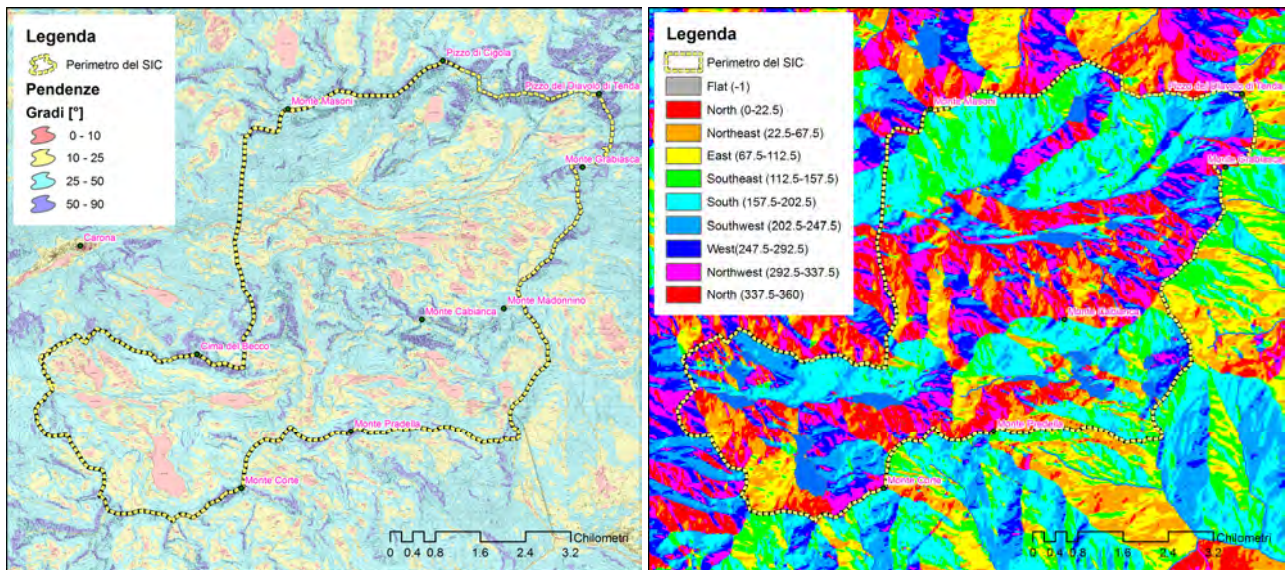 Legenda
Perimetro del SIC
Pendenze
Gradi [°]
0 - 10
10 - 25
25 - 50
50 - 90
Pizzo di Cigola
Pizzo del Diavolo di Tenda
Monte Masoni
Monte Grabiasca
Carona
Monte Madonnino
Monte Cabianca
Cima del Becco
Monte Pradella
Monte Corte
Chilometri
0 0.4 0.8 1.6 2.4 3.2
Legenda
Perimetro del SIC
Flat (-1)
North (0-22.5)
Northeast (22.5-67.5)
East (67.5-112.5)
Southeast (112.5-157.5)
South (157.5-202.5)
Southwest (202.5-247.5)
West(247.5-292.5)
Northwest (292.5-337.5)
North (337.5-360)
Pizzo del Diavolo di Tenda
Monte Masoni
Monte Grabiasca
Monte Cabianca
Monte Pradella
Monte Corte
Chilometri
0 0.4 0.8 1.6 2.4 3.2